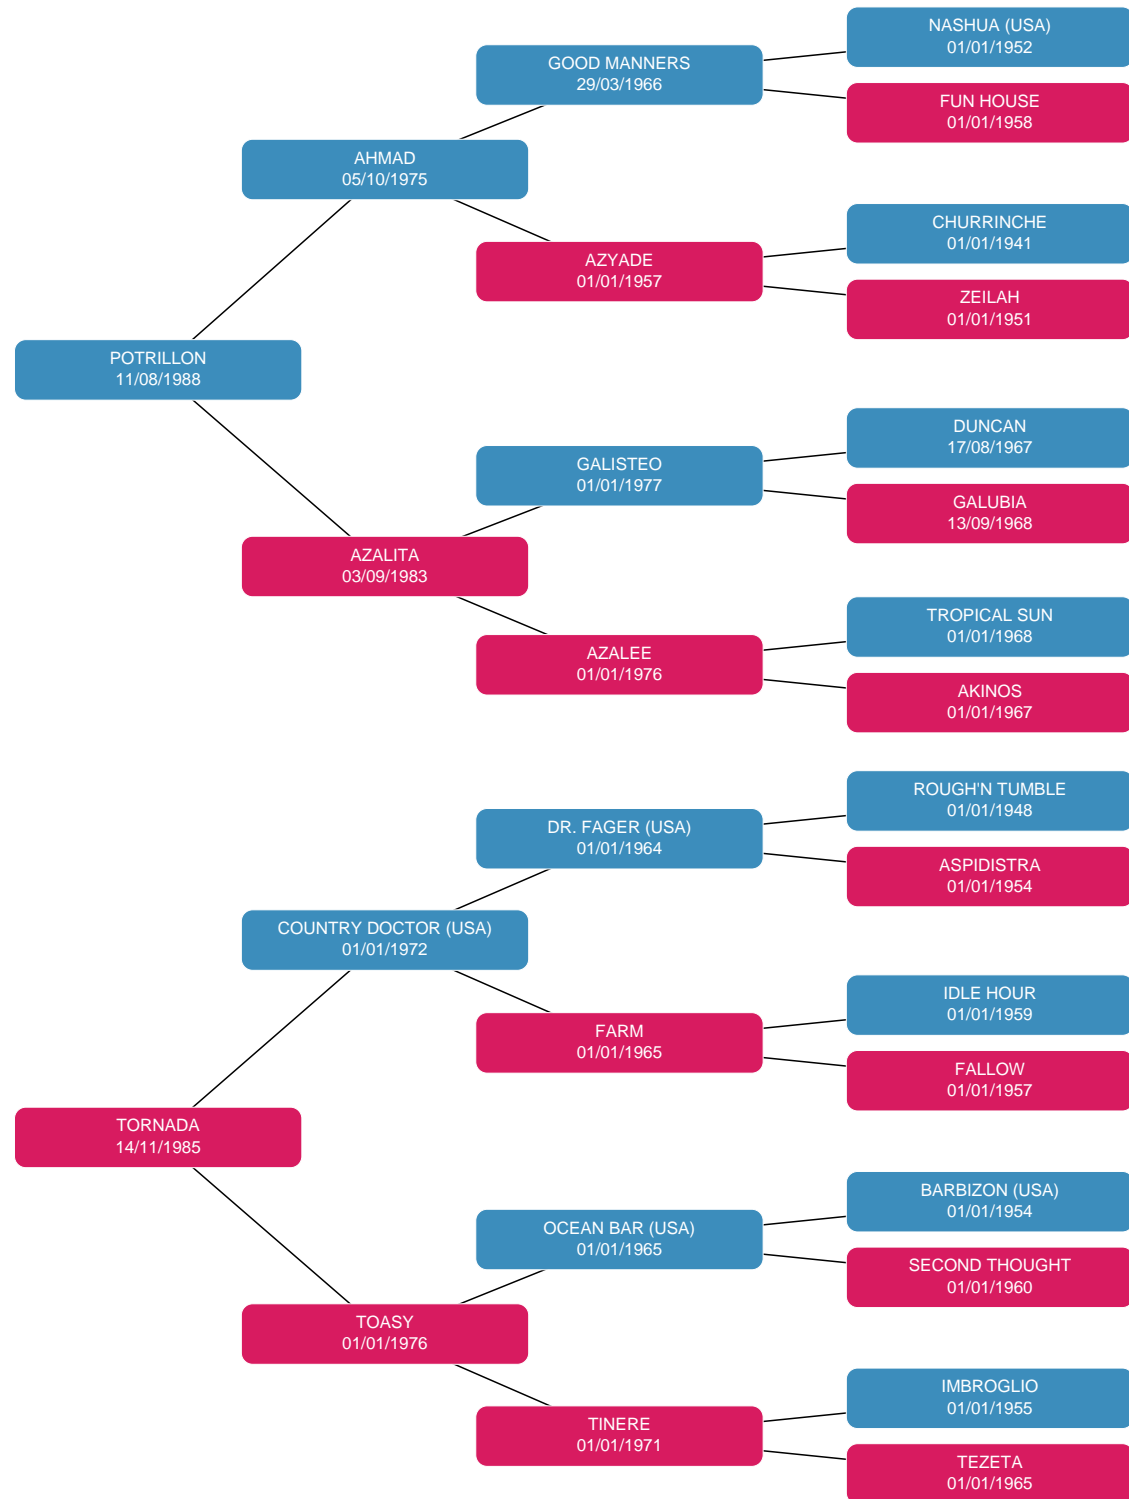 NASHUA (USA)
01/01/1952
GOOD MANNERS
29/03/1966
FUN HOUSE
01/01/1958
AHMAD
05/10/1975
CHURRINCHE
01/01/1941
AZYADE
01/01/1957
ZEILAH
01/01/1951
POTRILLON
11/08/1988
DUNCAN
17/08/1967
GALISTEO
01/01/1977
GALUBIA
13/09/1968
AZALITA
03/09/1983
TROPICAL SUN
01/01/1968
AZALEE
01/01/1976
AKINOS
01/01/1967
ROUGH'N TUMBLE
01/01/1948
DR. FAGER (USA)
01/01/1964
ASPIDISTRA
01/01/1954
COUNTRY DOCTOR (USA)
01/01/1972
IDLE HOUR
01/01/1959
FARM
01/01/1965
FALLOW
01/01/1957
TORNADA
14/11/1985
BARBIZON (USA)
01/01/1954
OCEAN BAR (USA)
01/01/1965
SECOND THOUGHT
01/01/1960
TOASY
01/01/1976
IMBROGLIO
01/01/1955
TINERE
01/01/1971
TEZETA
01/01/1965